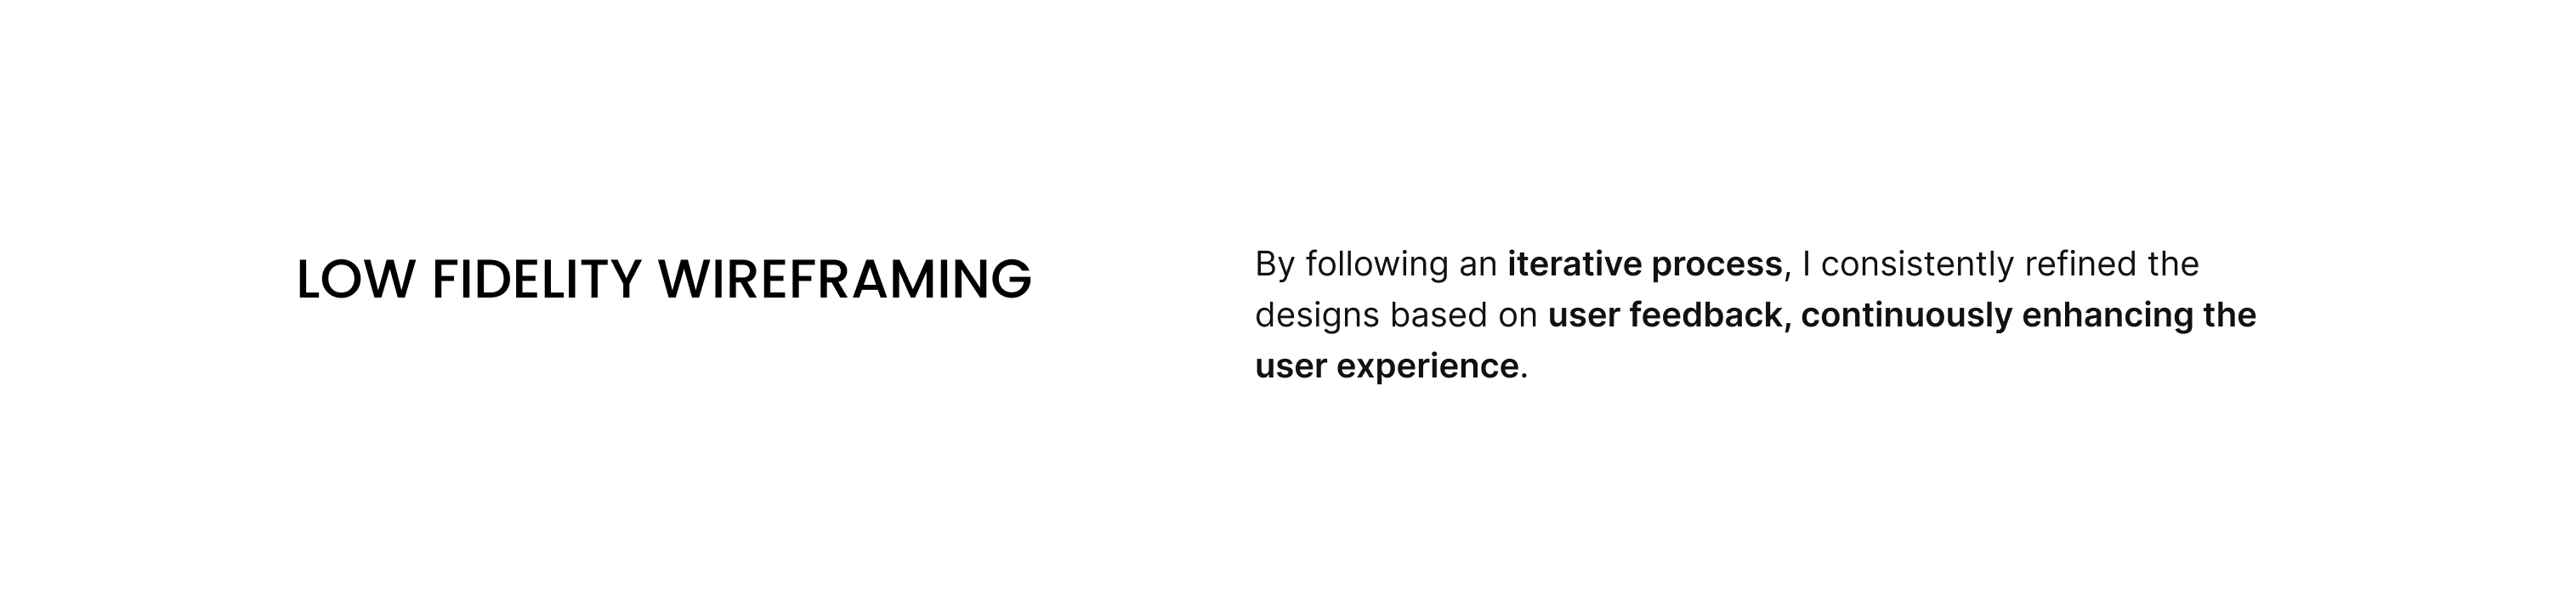 LOW FIDELITY WIREFRAMING
By following an iterative process, I consistently refined the
designs based on user feedback, continuously enhancing the
user experience.